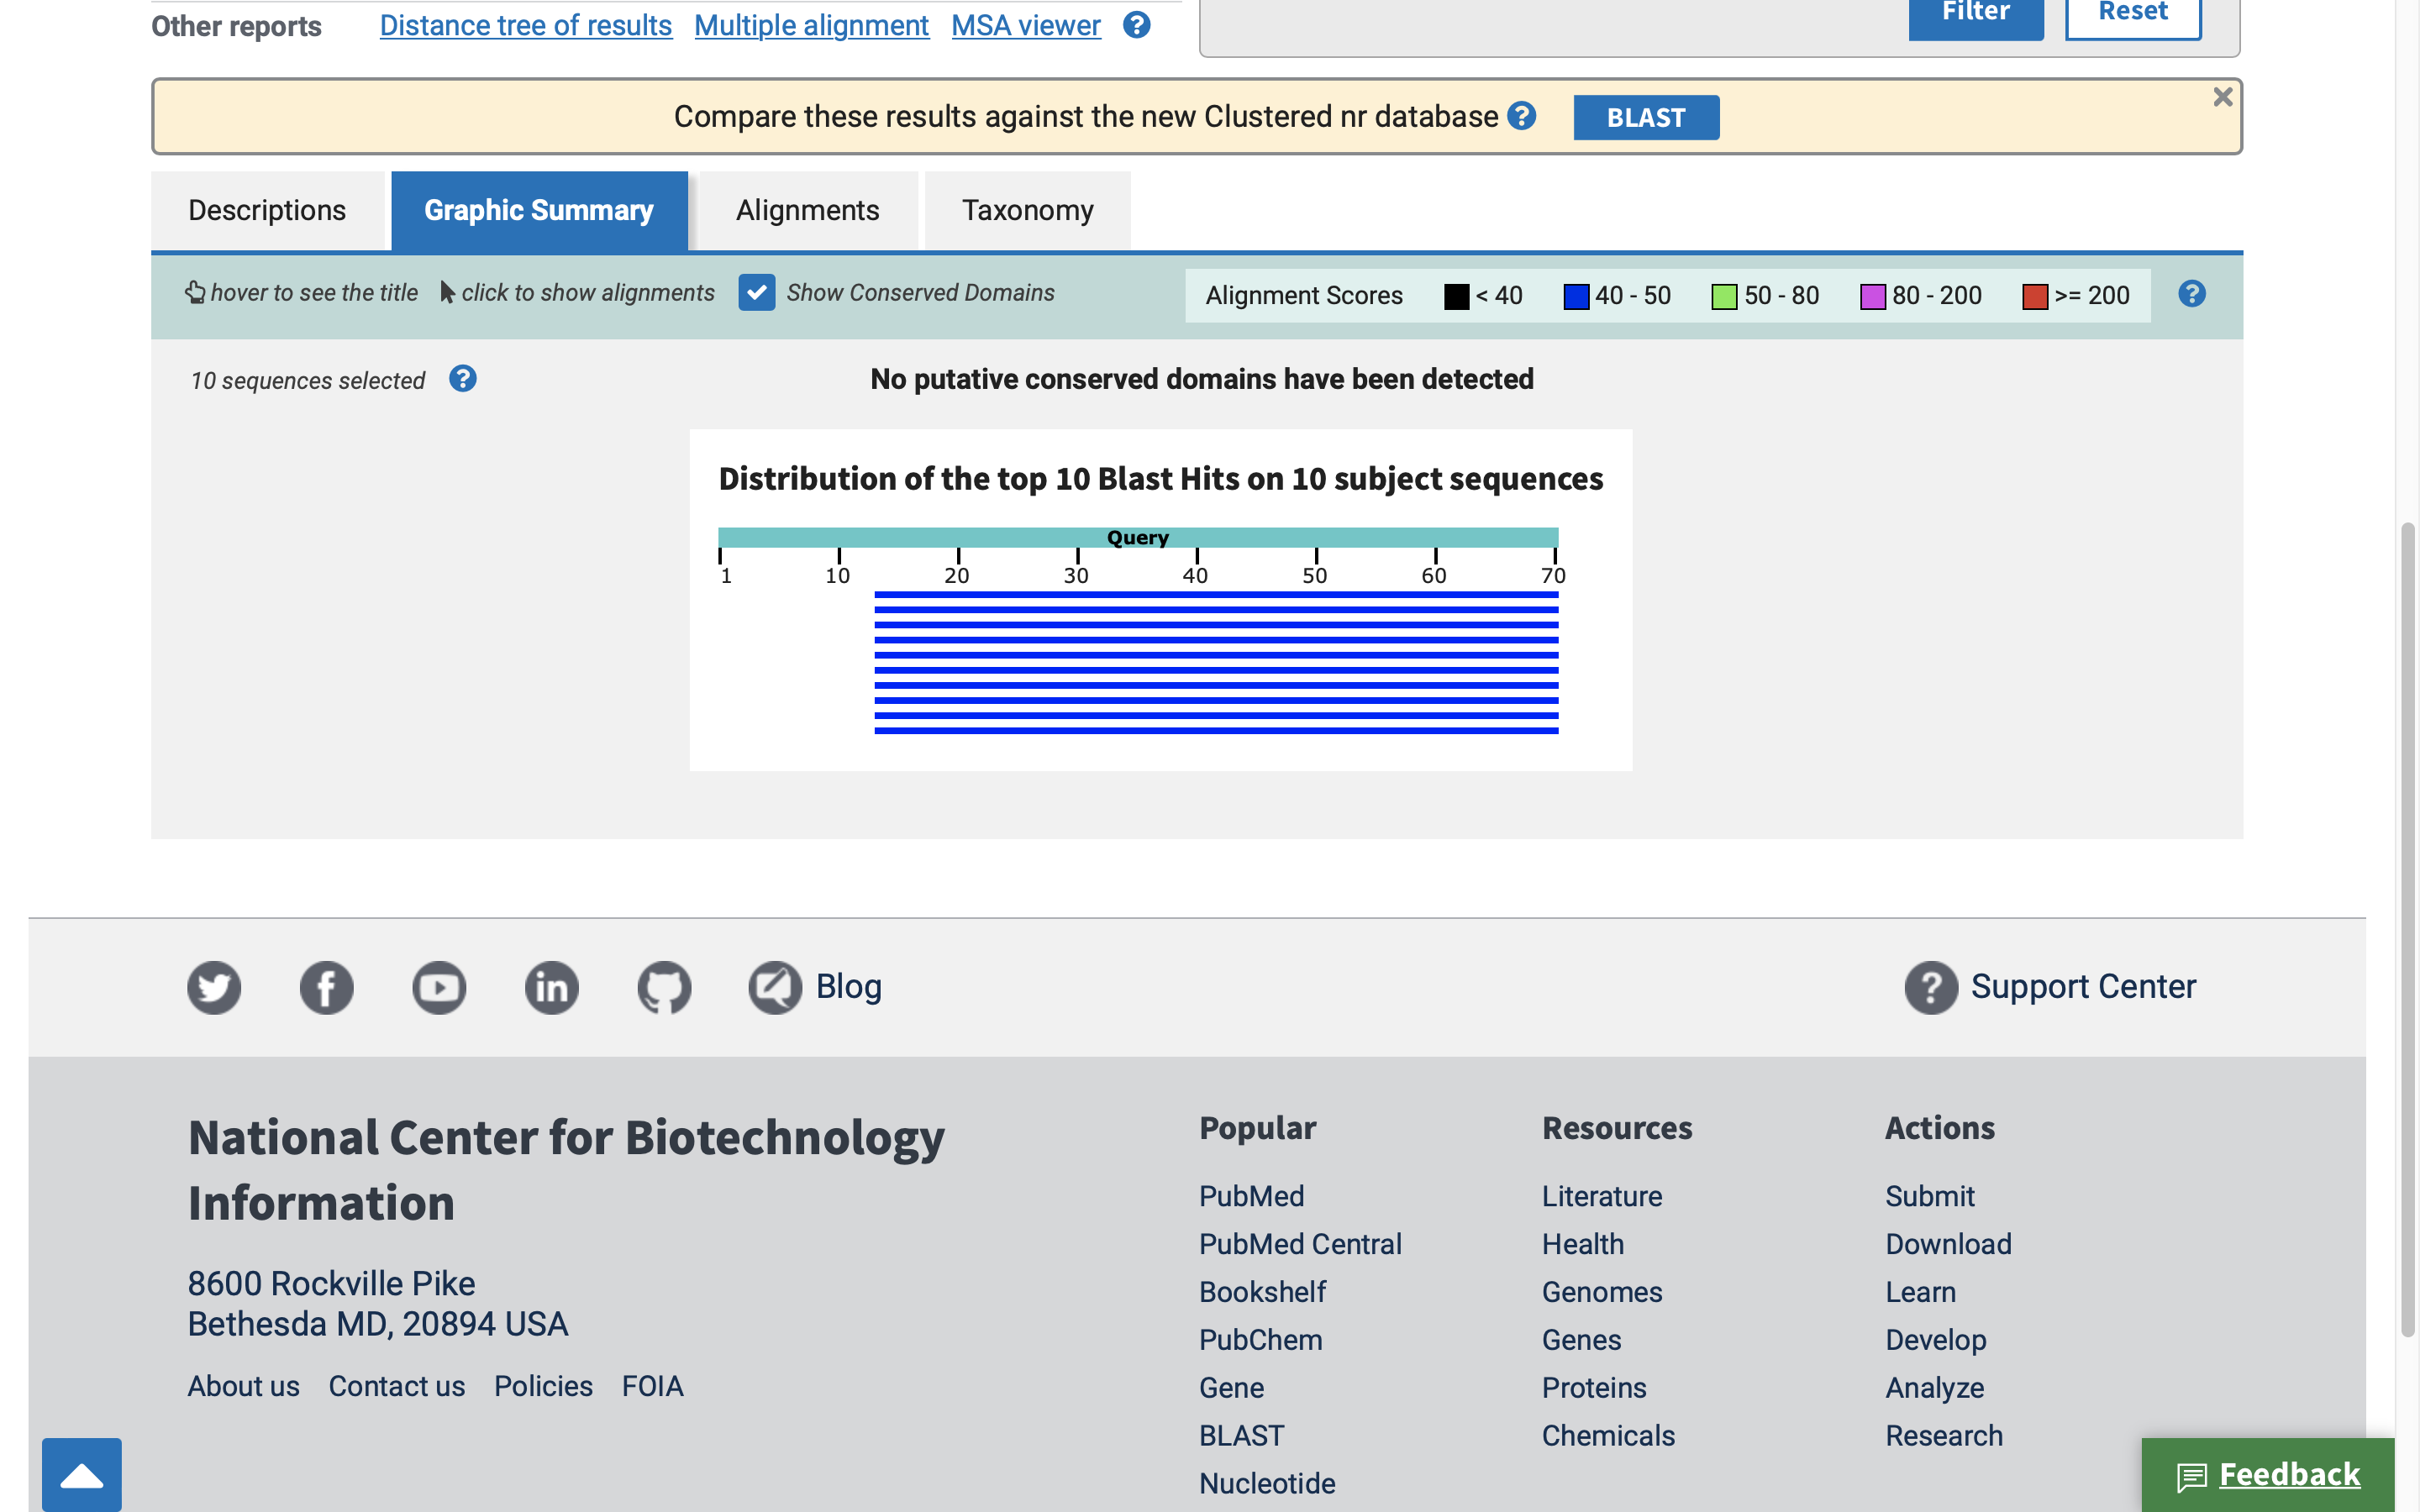 Other reports Distance tree of results Multiple alignment MSA viewer ?
Filter Reset
Compare these results against the new Clustered nr database ? BLAST ×
Descriptions Graphic Summary Alignments Taxonomy
hover to see the title click to show alignments Show Conserved Domains Alignment Scores < 40 40 - 50 50 - 80 80 - 200 >= 200 ?
10 sequences selected ? No putative conserved domains have been detected
Distribution of the top 10 Blast Hits on 10 subject sequences
Query
1 10 20 30 40 50 60 70
Blog
? Support Center
National Center for Biotechnology
Information
8600 Rockville Pike
Bethesda MD, 20894 USA
About us Contact us Policies FOIA
Popular
PubMed
PubMed Central
Bookshelf
PubChem
Gene
BLAST
Nucleotide
Resources
Literature
Health
Genomes
Genes
Proteins
Chemicals
Actions
Submit
Download
Learn
Develop
Analyze
Research
Feedback